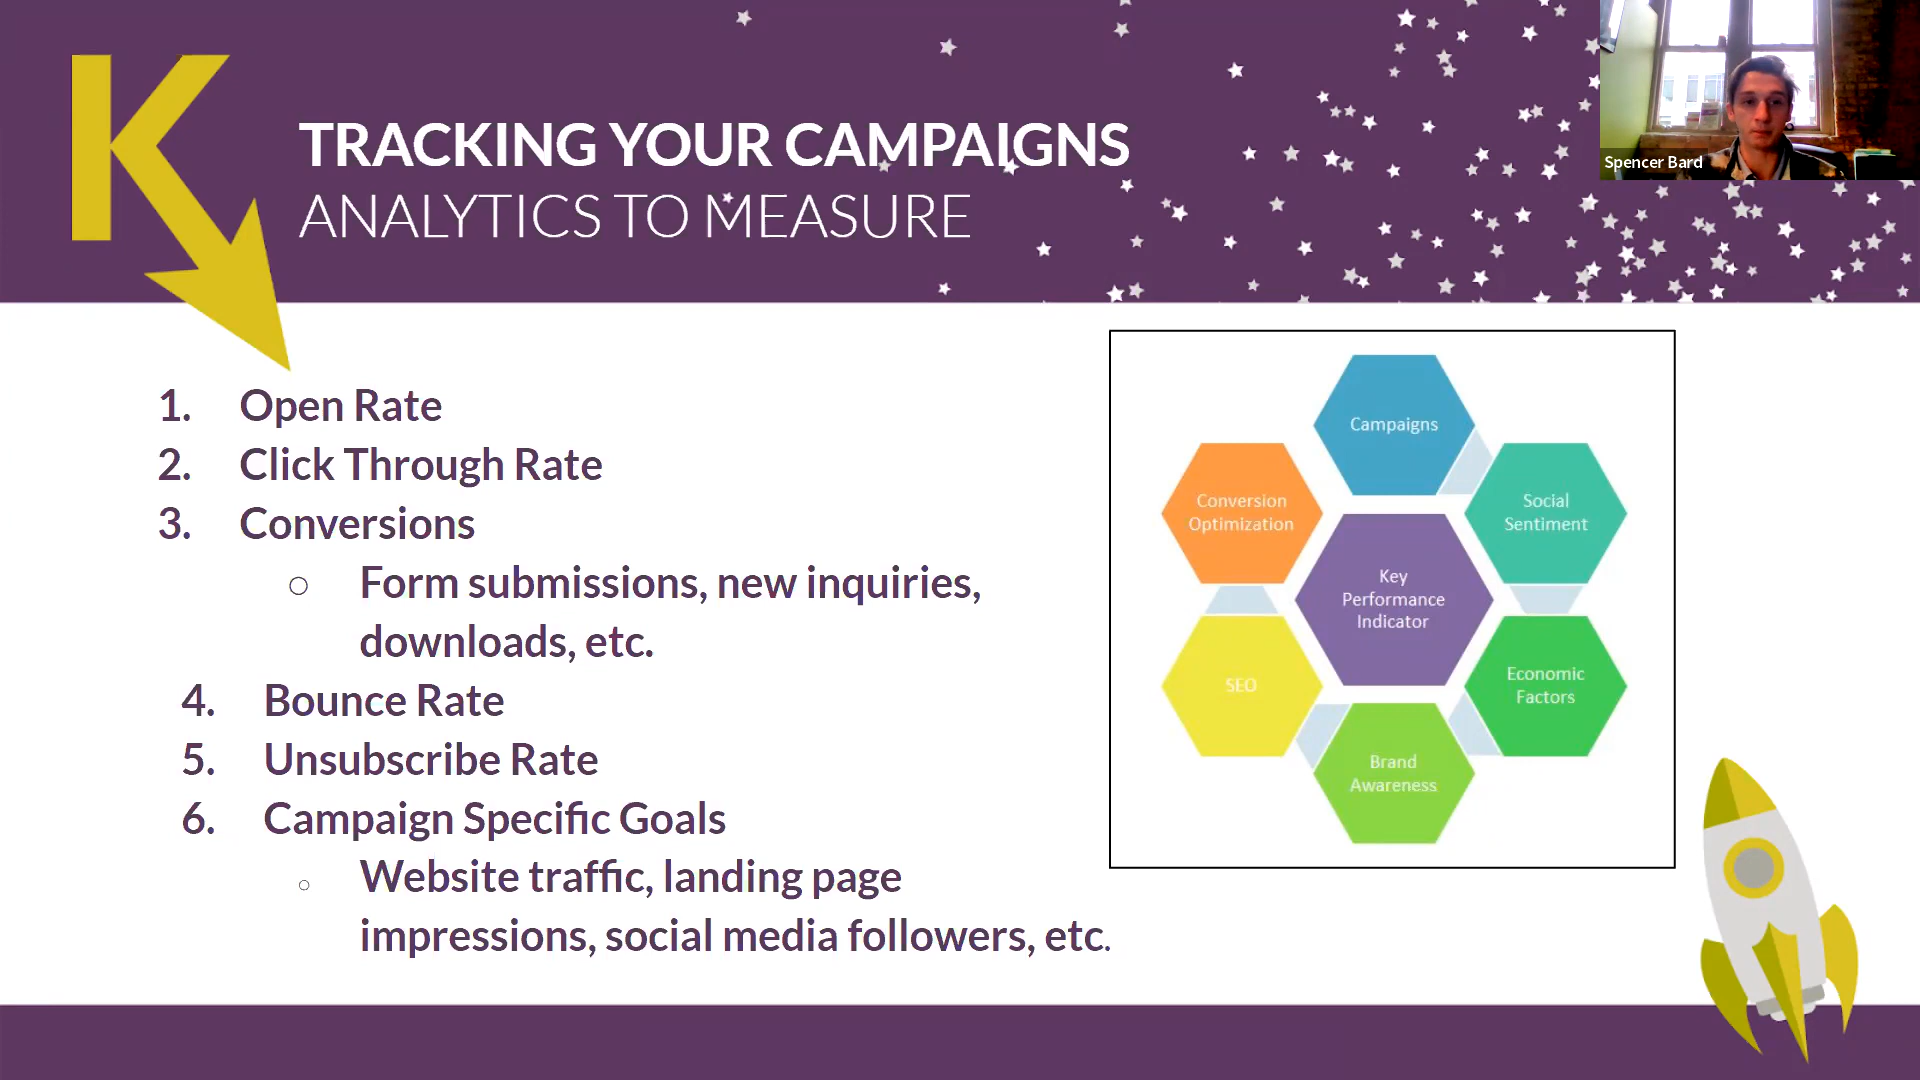 K
TRACKING YOUR CAMPAIGNS
ANALYTICS TO MEASURE
Spencer Bard
1. Open Rate
2. Click Through Rate
3. Conversions
○ Form submissions, new inquiries,
downloads, etc.
4. Bounce Rate
5. Unsubscribe Rate
6. Campaign Specific Goals
○ Website traffic, landing page
impressions, social media followers, etc.
Campaigns
Conversion
Optimization
Social
Sentiment
Key
Performance
Indicator
SEO
Economic
Factors
Brand
Awareness